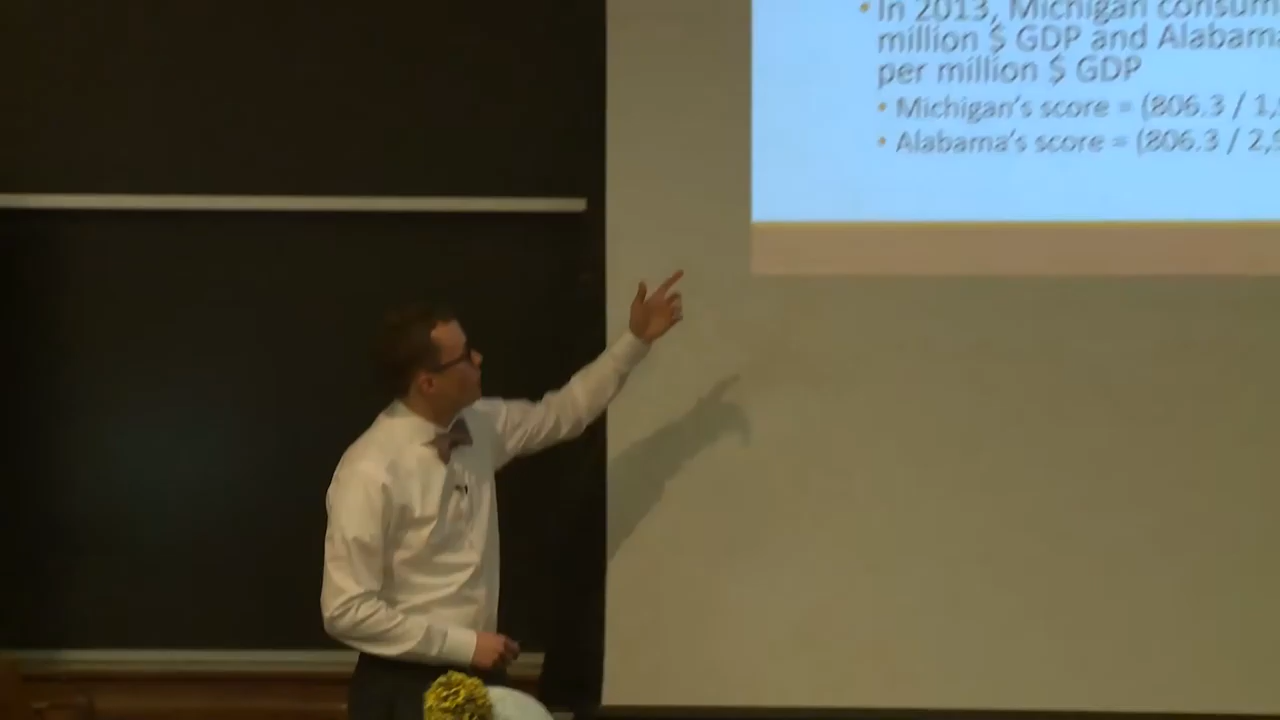 • In 2013, Michigan consum
million $ GDP and Alabama
per million $ GDP
• Michigan's score = (806.3 / 1,
• Alabama's score = (806.3 / 2,9